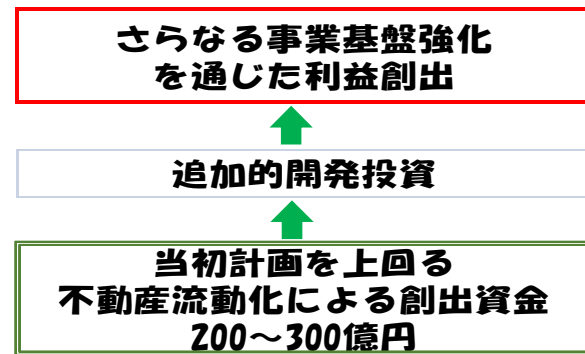 さらなる事業基盤強化
を通じた利益創出
追加的開発投資
当初計画を上回る
不動産流動化による創出資金
200～300億円